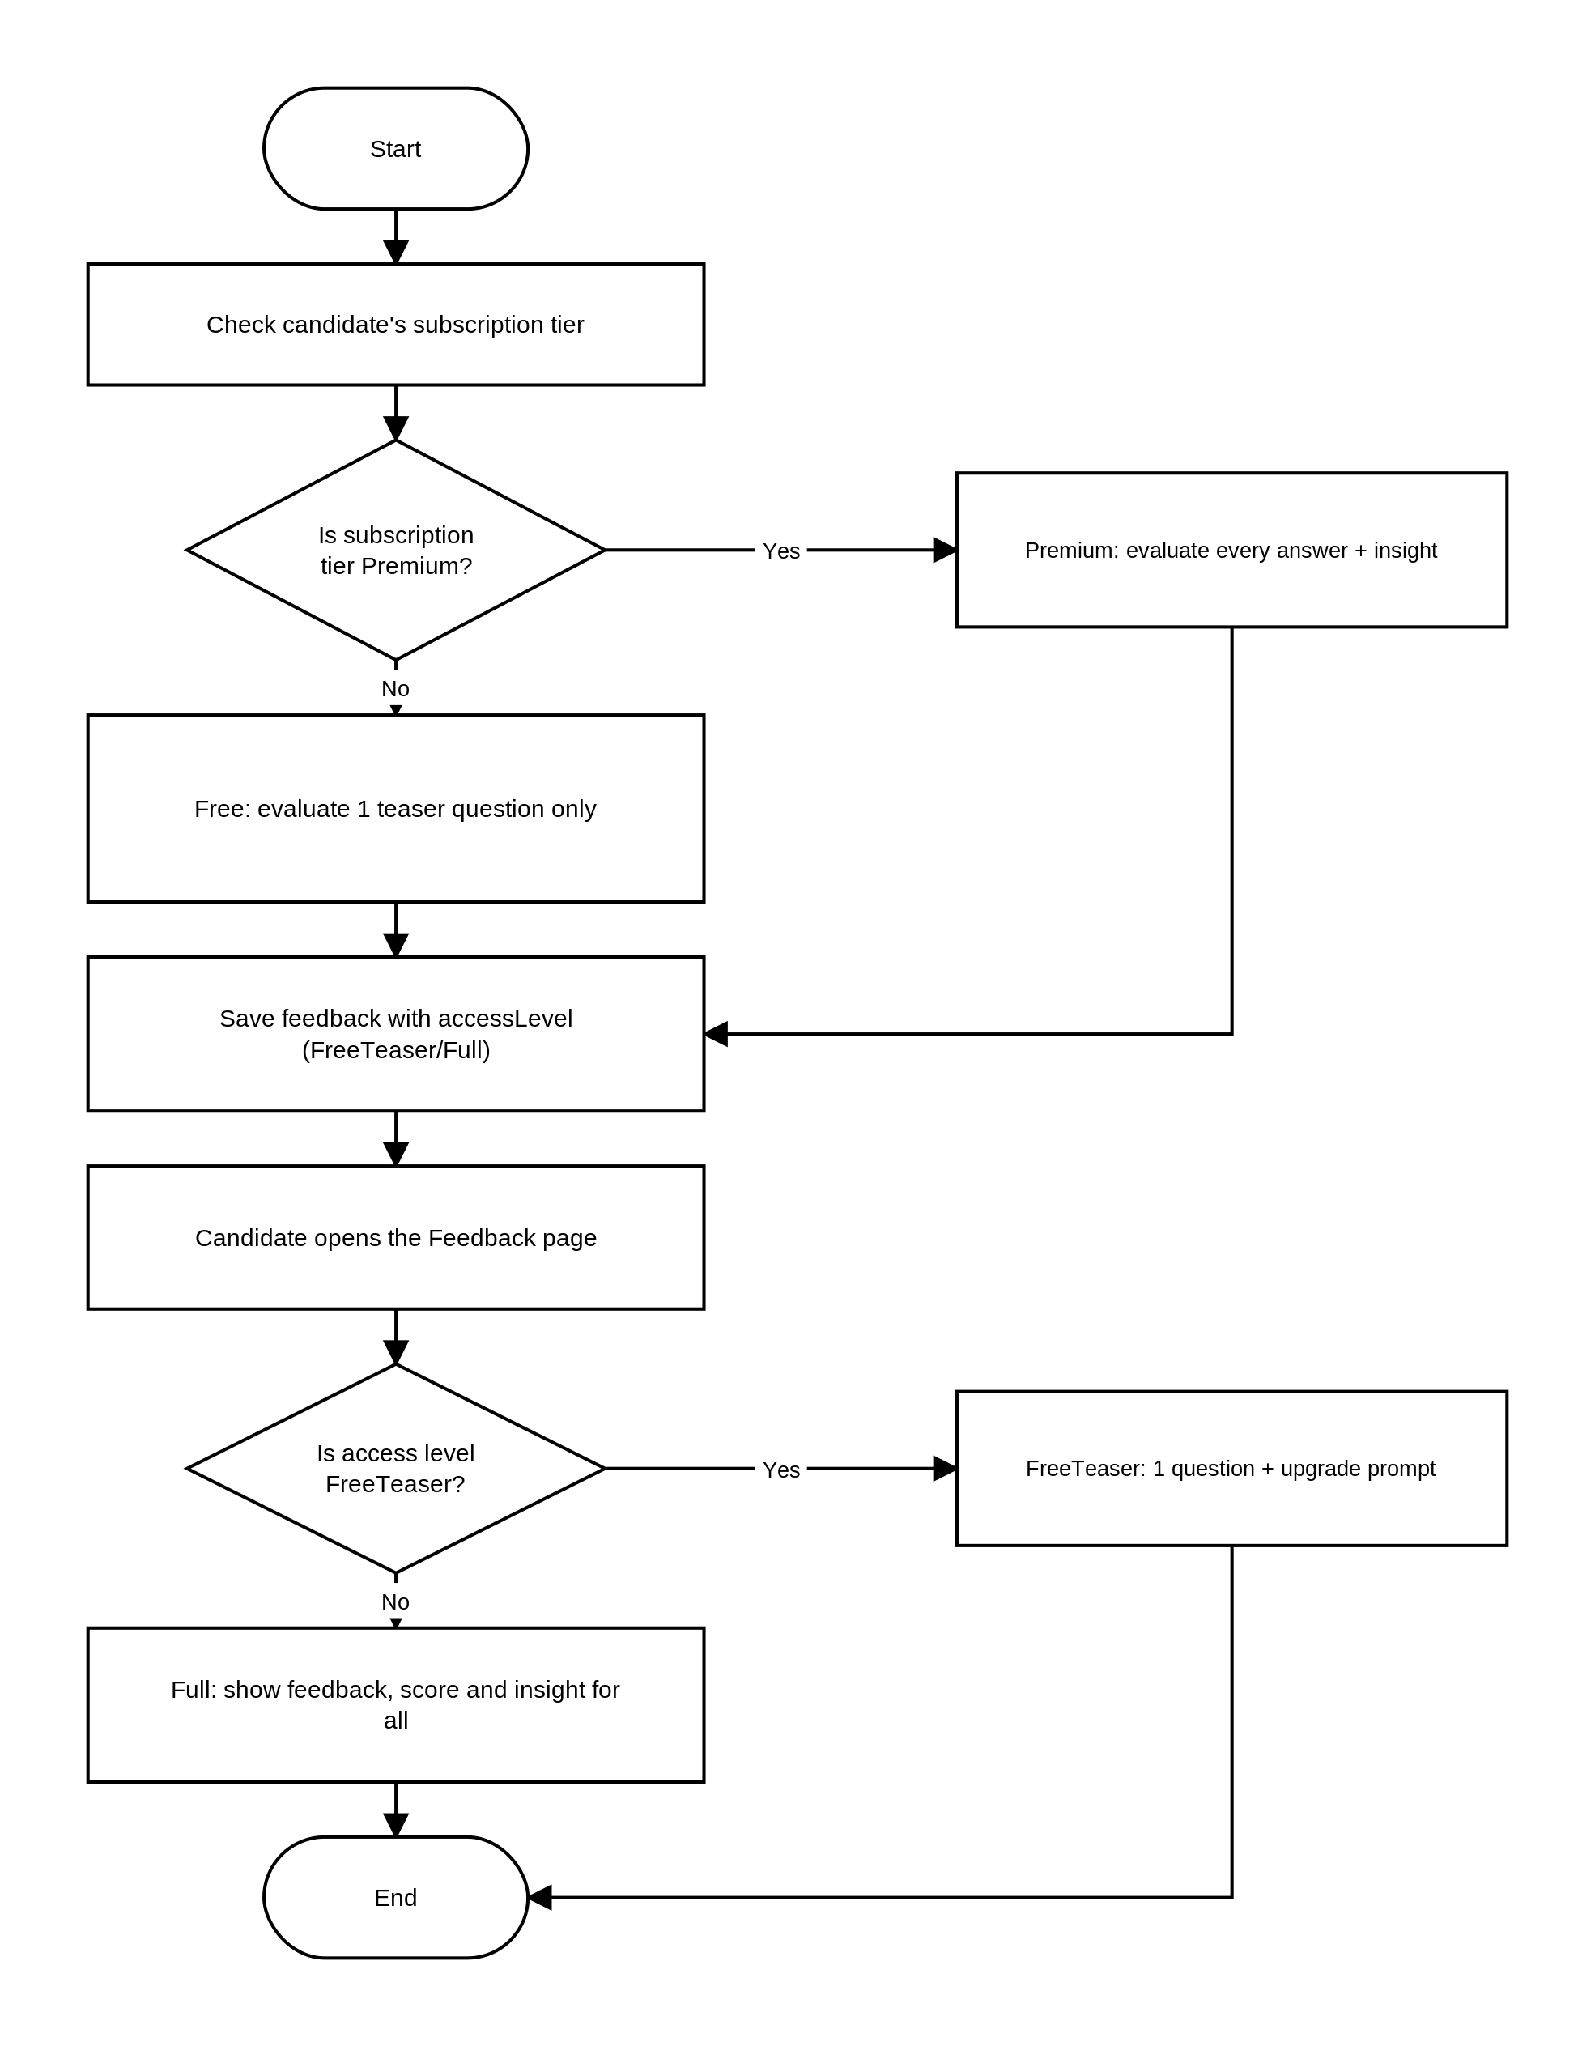 Start
Check candidate's subscription tier
Is subscription
tier Premium?
Yes
Premium: evaluate every answer + insight
No
Free: evaluate 1 teaser question only
Save feedback with accessLevel
(FreeTeaser/Full)
Candidate opens the Feedback page
Is access level
FreeTeaser?
Yes
FreeTeaser: 1 question + upgrade prompt
No
Full: show feedback, score and insight for
all
End